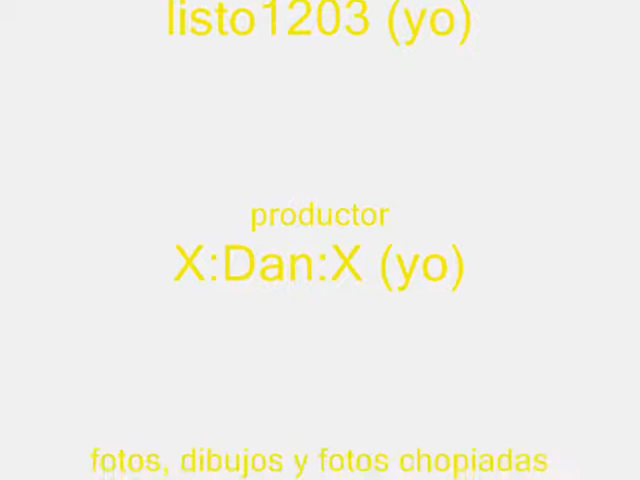 listo1203 (yo)
productor
X:Dan:X (yo)
fotos, dibujos y fotos chopiadas